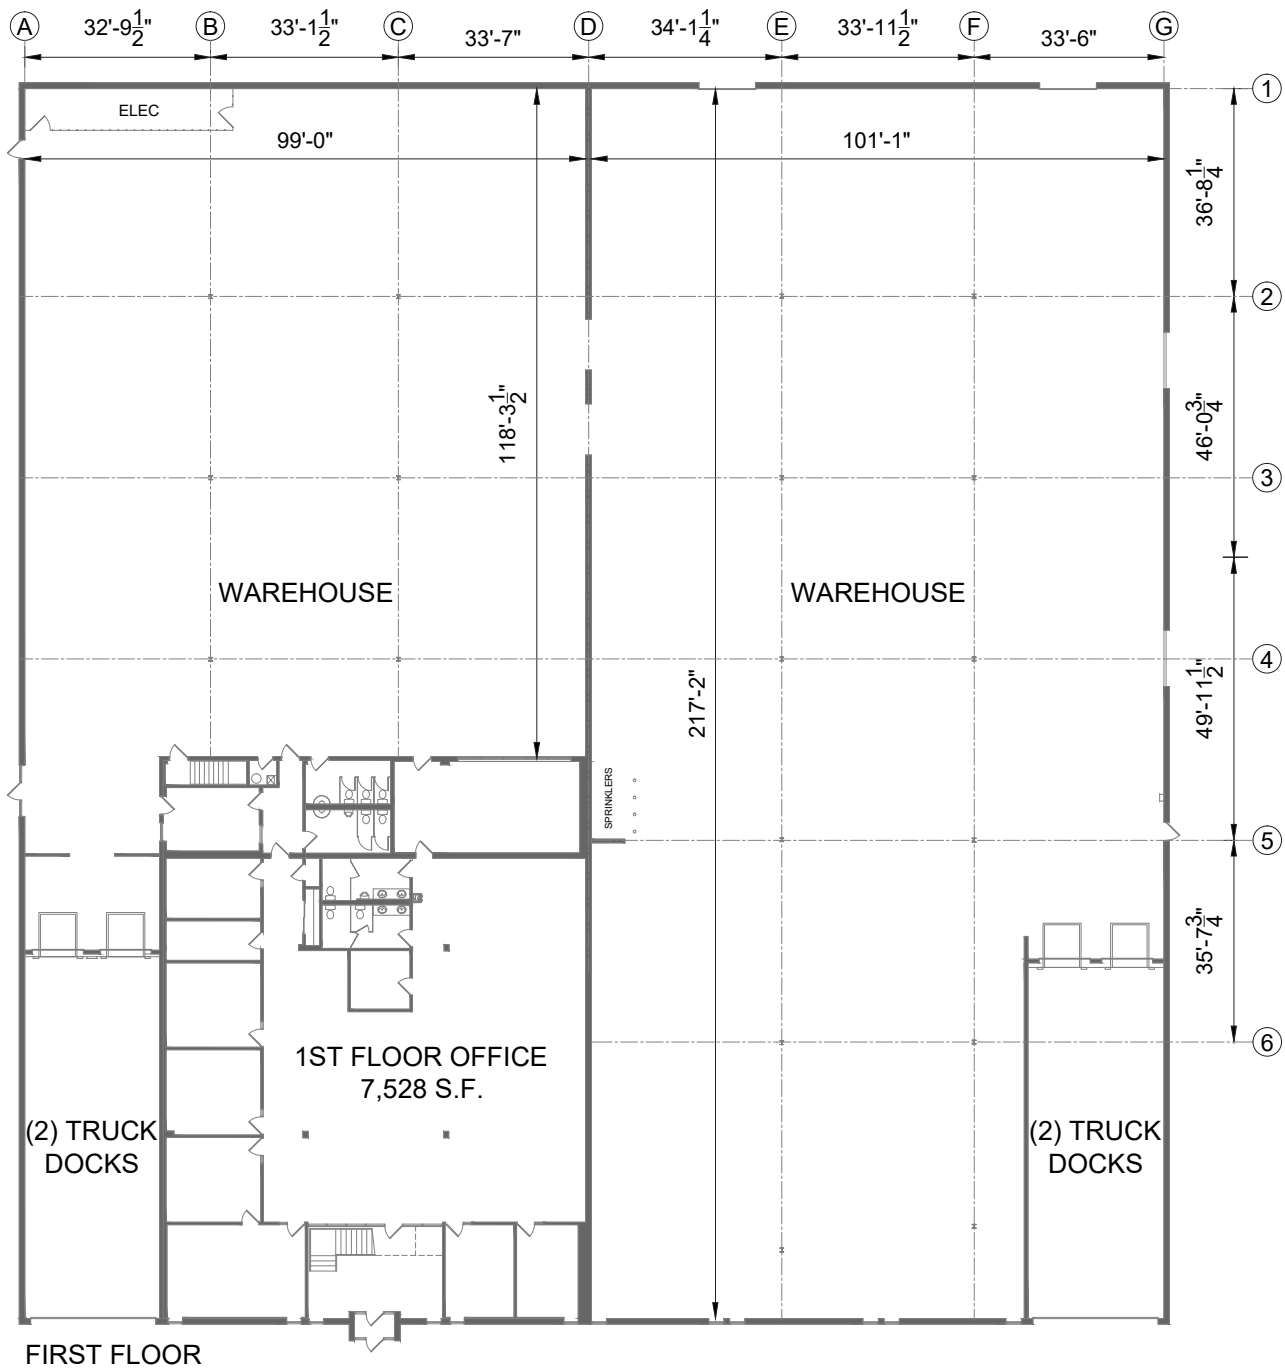 A 32'-9 1/2" B 33'-1 1/2" C 33'-7" D 34'-1 1/4" E 33'-11 1/2" F 33'-6" G
1
ELEC
99'-0" 101'-1"
36'-8 1/4"
2
118'-3 1/2"
46'-0 3/4"
3
WAREHOUSE WAREHOUSE
4
217'-2"
49'-11 1/2"
SPRINKLERS
5
35'-7 3/4"
6
1ST FLOOR OFFICE
7,528 S.F.
(2) TRUCK
DOCKS
(2) TRUCK
DOCKS
FIRST FLOOR